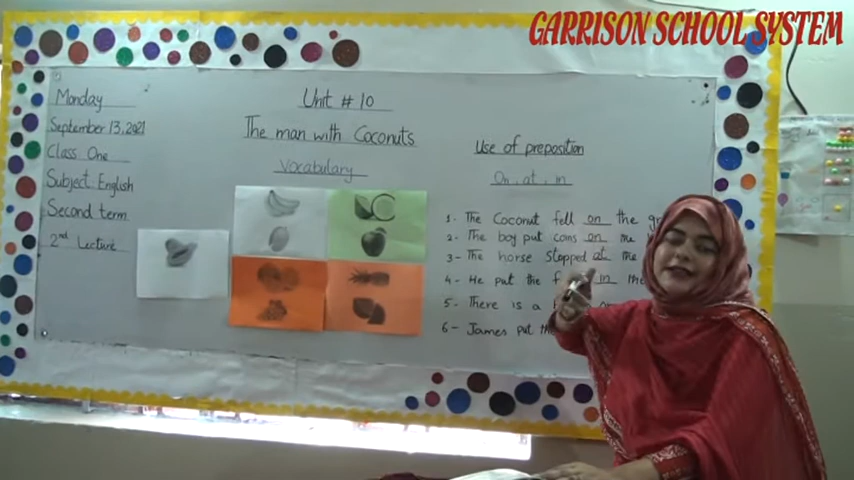 GARRISON SCHOOL SYSTEM
Monday
September 13, 2021
Class One
Subject English
Second term
2nd Lecture
Unit # 10
The man with Coconuts
Vocabulary
Use of preposition
On, at, in
1- The Coconut fell on the
2- The boy put coins on the
3- The horse stopped at the
4- He put the in the
5- There is a
6- James put